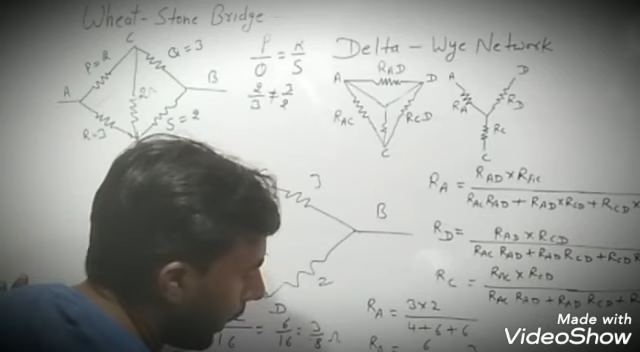 Wheat-Stone Bridge
C
P=2
Q=3
A
B
2Ω
R=3
S=2
P/Q = R/S
2/3 ≠ 3/2
Delta - Wye Network
A
RAD
D
RAC
RCD
C
A
D
RA
RD
RC
C
RA = RAD×RAC
RAC RAD + RAD×RCD + RCD×
RD = RAD×RCD
RAC RAD + RAD RCD + RCD R
RC = RAC×RCD
RAC RAD + RAD RCD + R
3
B
2
D
16 = 6/16 = 3/8 Ω
RA = 3×2
4+6+6
6
Made with
VideoShow